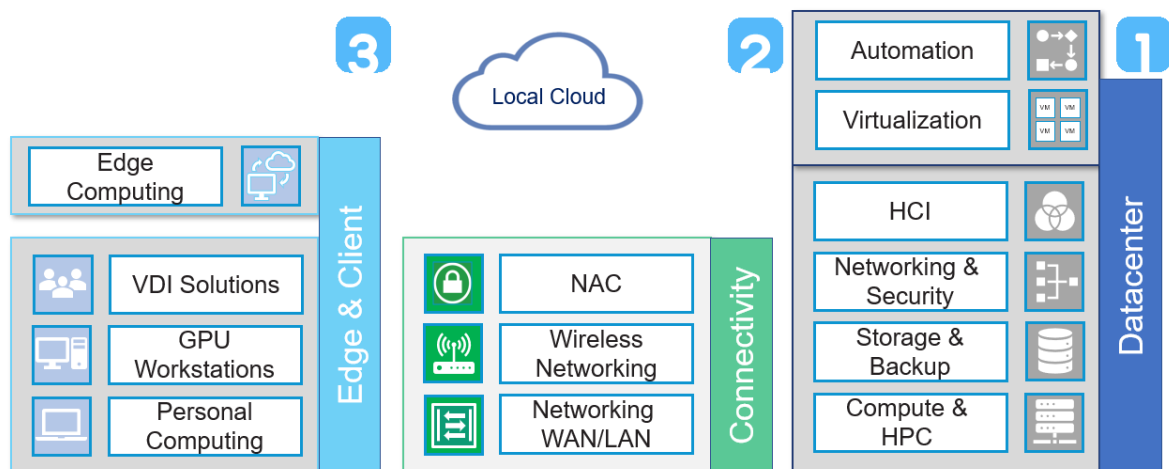 3
Edge
Computing
VDI Solutions
GPU
Workstations
Personal
Computing
Edge & Client
Local Cloud
2
NAC
Wireless
Networking
Networking
WAN/LAN
Connectivity
1
Automation
Virtualization
VM
VM
VM
VM
HCI
Networking &
Security
Storage &
Backup
Compute &
HPC
Datacenter